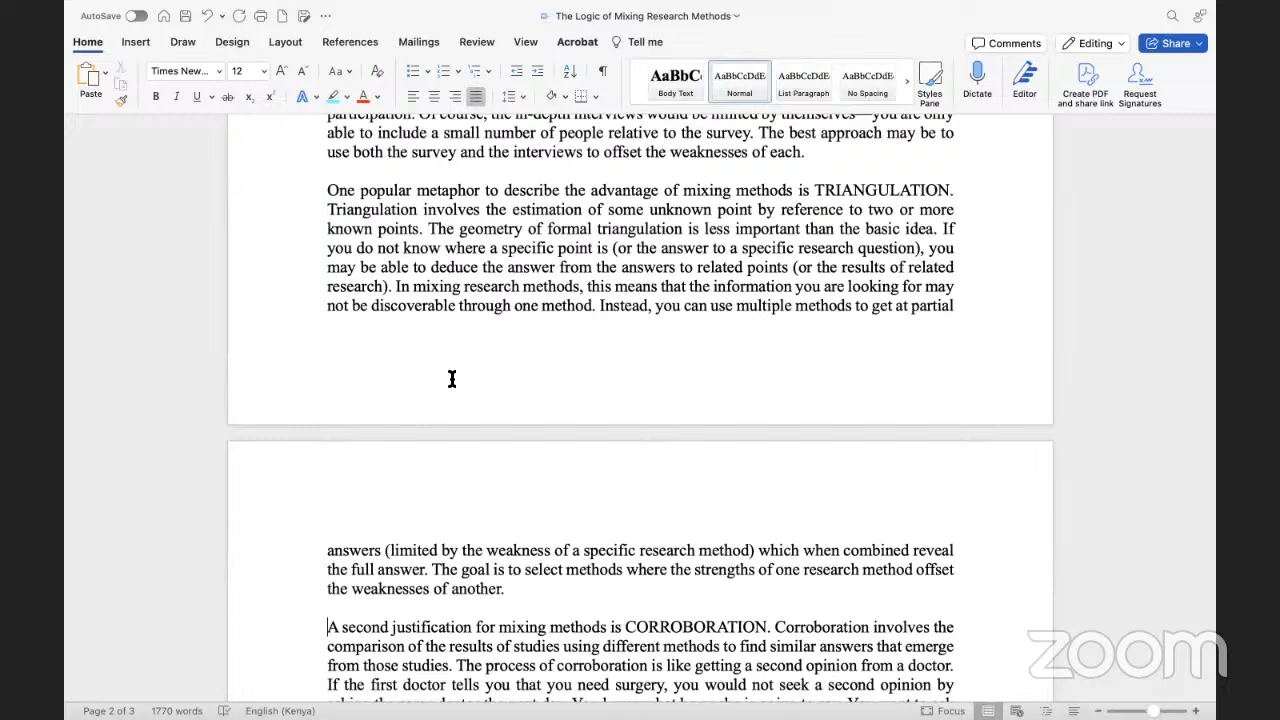 AutoSave
The Logic of Mixing Research Methods
Home Insert Draw Design Layout References Mailings Review View Acrobat Tell me Comments Editing Share
Paste
Times New... 12
AaBbC AaBbCcDdE AaBbCcDdE AaBbCcDdE
Body Text Normal List Paragraph No Spacing
Styles Pane
Dictate
Editor
Create PDF and share link
Request Signatures
participation. Of course, the in-depth interviews would be limited by themselves—you are only
able to include a small number of people relative to the survey. The best approach may be to
use both the survey and the interviews to offset the weaknesses of each.
One popular metaphor to describe the advantage of mixing methods is TRIANGULATION.
Triangulation involves the estimation of some unknown point by reference to two or more
known points. The geometry of formal triangulation is less important than the basic idea. If
you do not know where a specific point is (or the answer to a specific research question), you
may be able to deduce the answer from the answers to related points (or the results of related
research). In mixing research methods, this means that the information you are looking for may
not be discoverable through one method. Instead, you can use multiple methods to get at partial
answers (limited by the weakness of a specific research method) which when combined reveal
the full answer. The goal is to select methods where the strengths of one research method offset
the weaknesses of another.
A second justification for mixing methods is CORROBORATION. Corroboration involves the
comparison of the results of studies using different methods to find similar answers that emerge
from those studies. The process of corroboration is like getting a second opinion from a doctor.
If the first doctor tells you that you need surgery, you would not seek a second opinion by
zoom
Page 2 of 3 1770 words English (Kenya) Focus